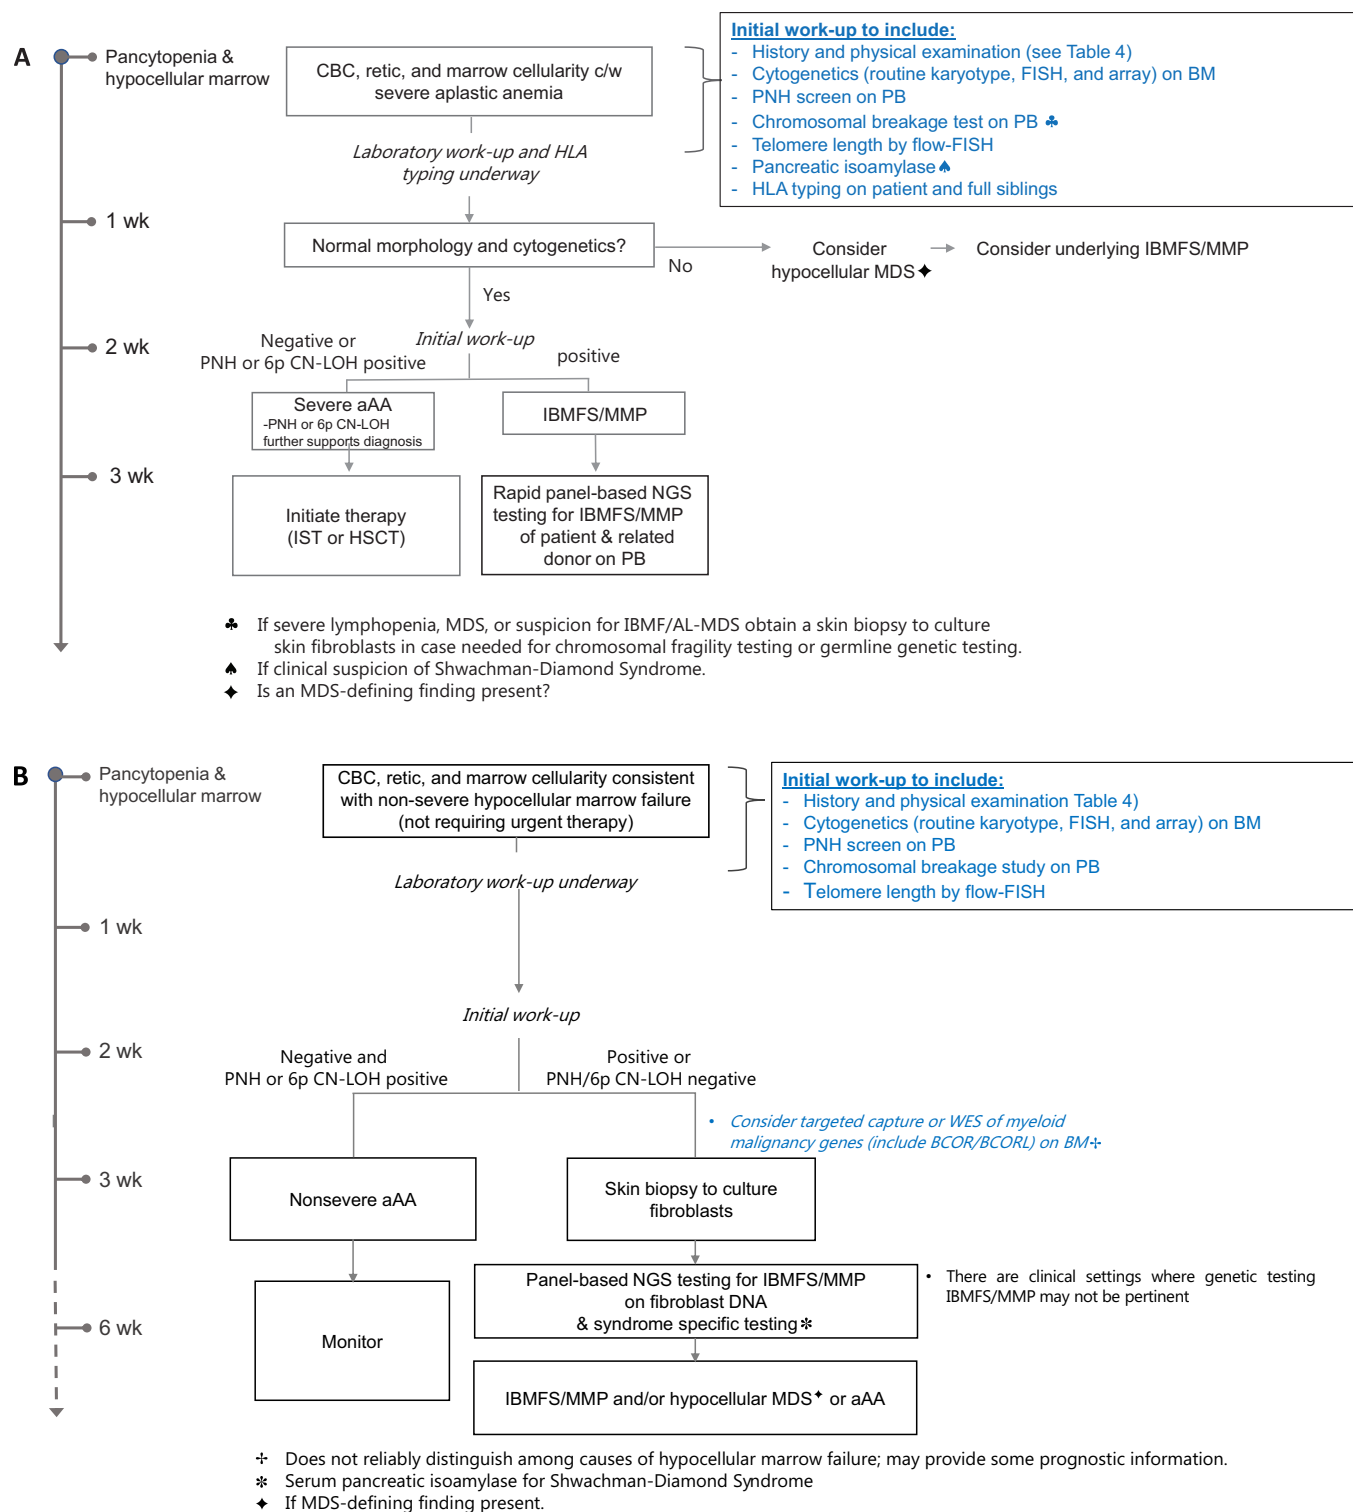 A
Pancytopenia &
hypocellular marrow
CBC, retic, and marrow cellularity c/w
severe aplastic anemia
Laboratory work-up and HLA
typing underway
Initial work-up to include:
- History and physical examination (see Table 4)
- Cytogenetics (routine karyotype, FISH, and array) on BM
- PNH screen on PB
- Chromosomal breakage test on PB ♣
- Telomere length by flow-FISH
- Pancreatic isoamylase ♠
- HLA typing on patient and full siblings
1 wk
Normal morphology and cytogenetics?
No
Consider
hypocellular MDS ✦
Consider underlying IBMFS/MMP
Yes
2 wk
Initial work-up
Negative or
PNH or 6p CN-LOH positive
positive
Severe aAA
-PNH or 6p CN-LOH
further supports diagnosis
IBMFS/MMP
3 wk
Initiate therapy
(IST or HSCT)
Rapid panel-based NGS
testing for IBMFS/MMP
of patient & related
donor on PB
♣ If severe lymphopenia, MDS, or suspicion for IBMF/AL-MDS obtain a skin biopsy to culture
skin fibroblasts in case needed for chromosomal fragility testing or germline genetic testing.
♠ If clinical suspicion of Shwachman-Diamond Syndrome.
✦ Is an MDS-defining finding present?
B
Pancytopenia &
hypocellular marrow
CBC, retic, and marrow cellularity consistent
with non-severe hypocellular marrow failure
(not requiring urgent therapy)
Laboratory work-up underway
Initial work-up to include:
- History and physical examination Table 4)
- Cytogenetics (routine karyotype, FISH, and array) on BM
- PNH screen on PB
- Chromosomal breakage study on PB
- Telomere length by flow-FISH
1 wk
Initial work-up
2 wk
Negative and
PNH or 6p CN-LOH positive
Positive or
PNH/6p CN-LOH negative
• Consider targeted capture or WES of myeloid
malignancy genes (include BCOR/BCORL) on BM✢
3 wk
Nonsevere aAA
Skin biopsy to culture
fibroblasts
Panel-based NGS testing for IBMFS/MMP
on fibroblast DNA
& syndrome specific testing✻
• There are clinical settings where genetic testing
IBMFS/MMP may not be pertinent
6 wk
Monitor
IBMFS/MMP and/or hypocellular MDS✦ or aAA
✢ Does not reliably distinguish among causes of hypocellular marrow failure; may provide some prognostic information.
✻ Serum pancreatic isoamylase for Shwachman-Diamond Syndrome
✦ If MDS-defining finding present.